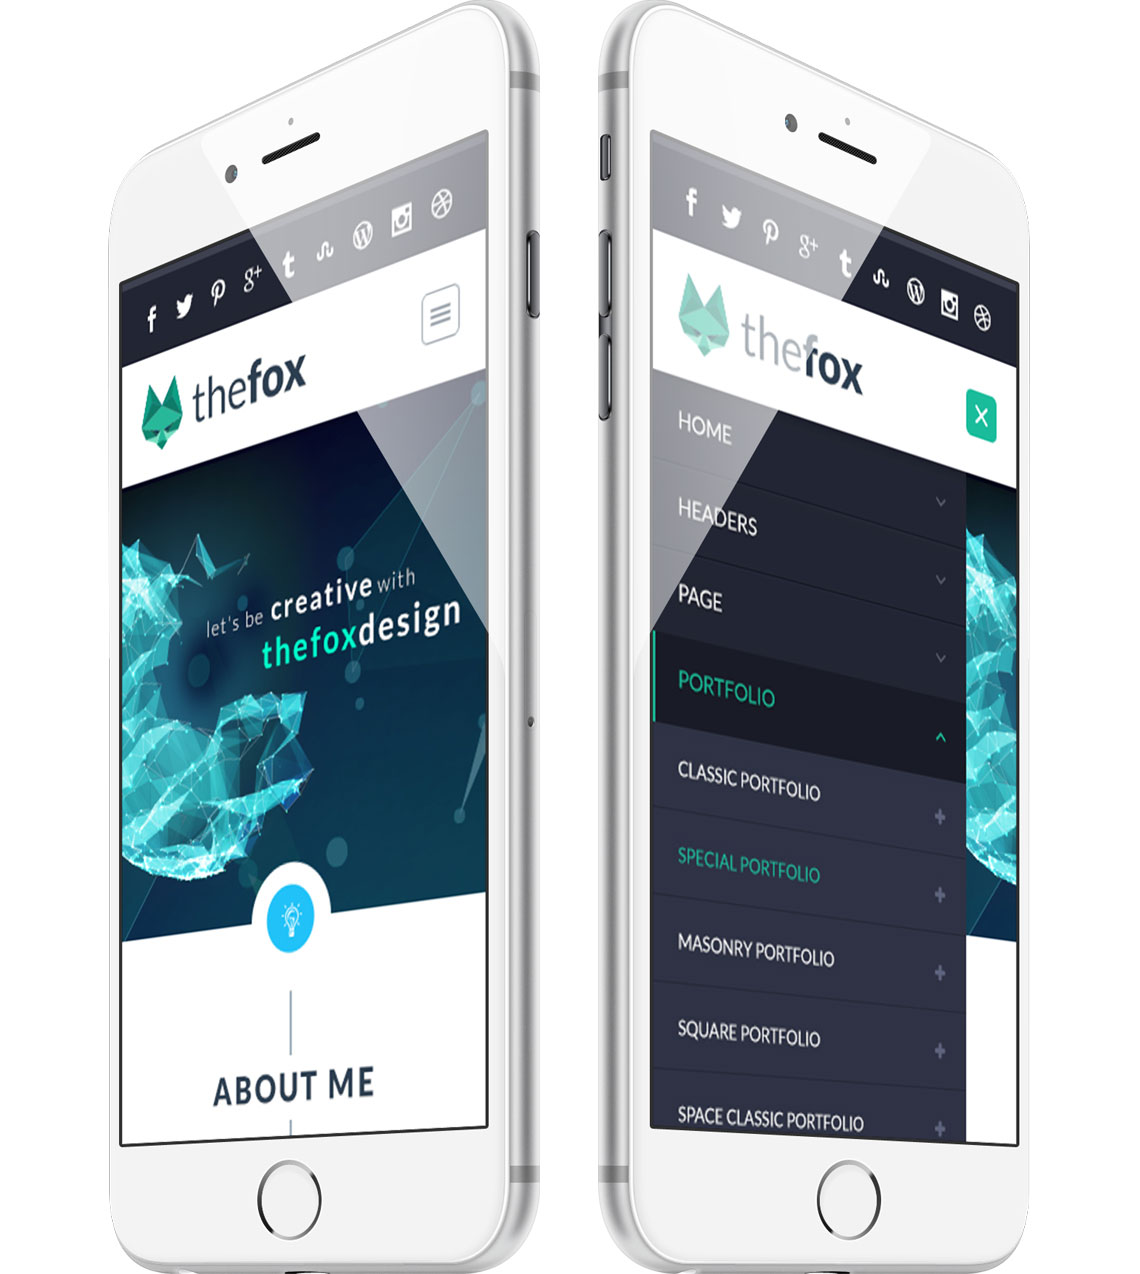 thefox
let's be creative with
thefoxdesign
ABOUT ME
thefox
HOME
HEADERS
PAGE
PORTFOLIO
CLASSIC PORTFOLIO
SPECIAL PORTFOLIO
MASONRY PORTFOLIO
SQUARE PORTFOLIO
SPACE CLASSIC PORTFOLIO